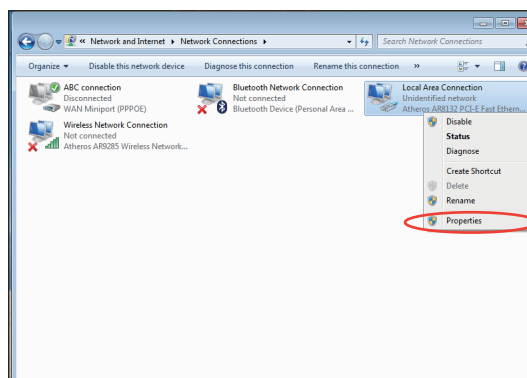 « Network and Internet ▸ Network Connections ▸ Search Network Connections
Organize ▾ Disable this network device Diagnose this connection Rename this connection »
ABC connection
Disconnected
WAN Miniport (PPPOE)
Bluetooth Network Connection
Not connected
Bluetooth Device (Personal Area ...
Local Area Connection
Unidentified network
Atheros AR8132 PCI-E Fast Ethern...
Wireless Network Connection
Not connected
Atheros AR9285 Wireless Network...
Disable
Status
Diagnose
Create Shortcut
Delete
Rename
Properties